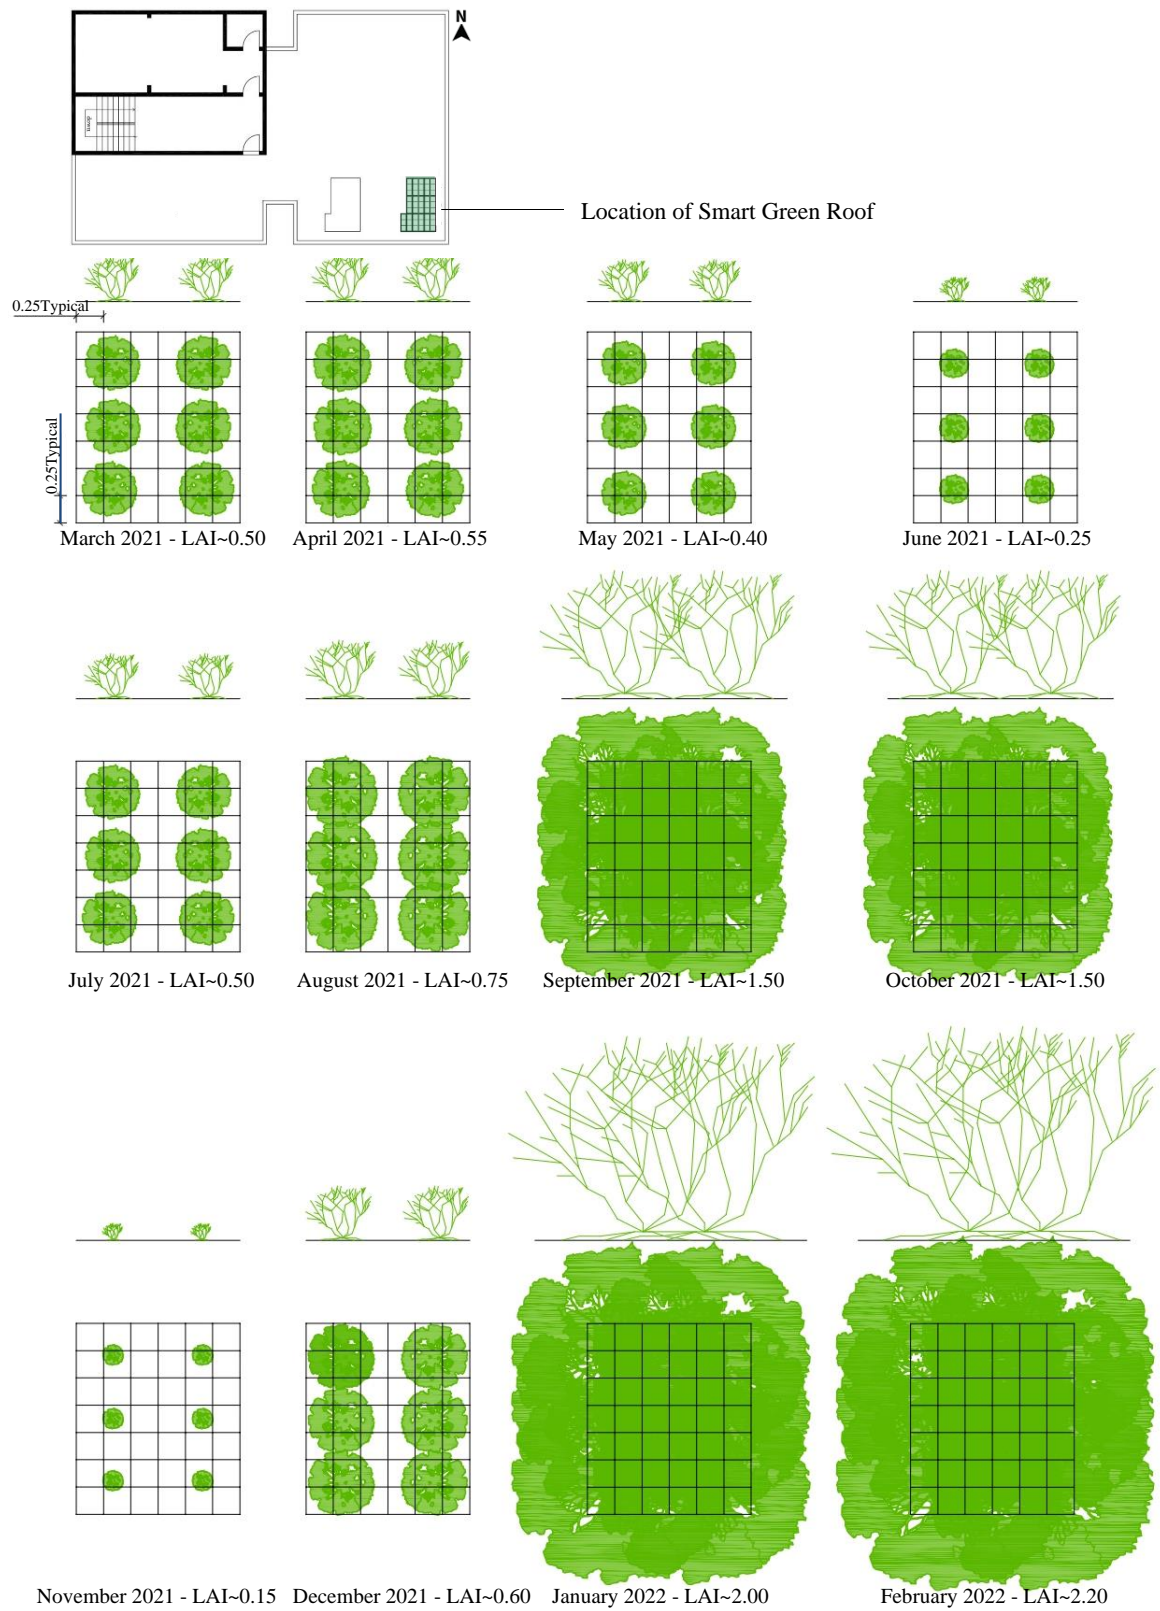 N
Location of Smart Green Roof
0.25Typical
0.25Typical
March 2021 - LAI~0.50
April 2021 - LAI~0.55
May 2021 - LAI~0.40
June 2021 - LAI~0.25
July 2021 - LAI~0.50
August 2021 - LAI~0.75
September 2021 - LAI~1.50
October 2021 - LAI~1.50
November 2021 - LAI~0.15
December 2021 - LAI~0.60
January 2022 - LAI~2.00
February 2022 - LAI~2.20